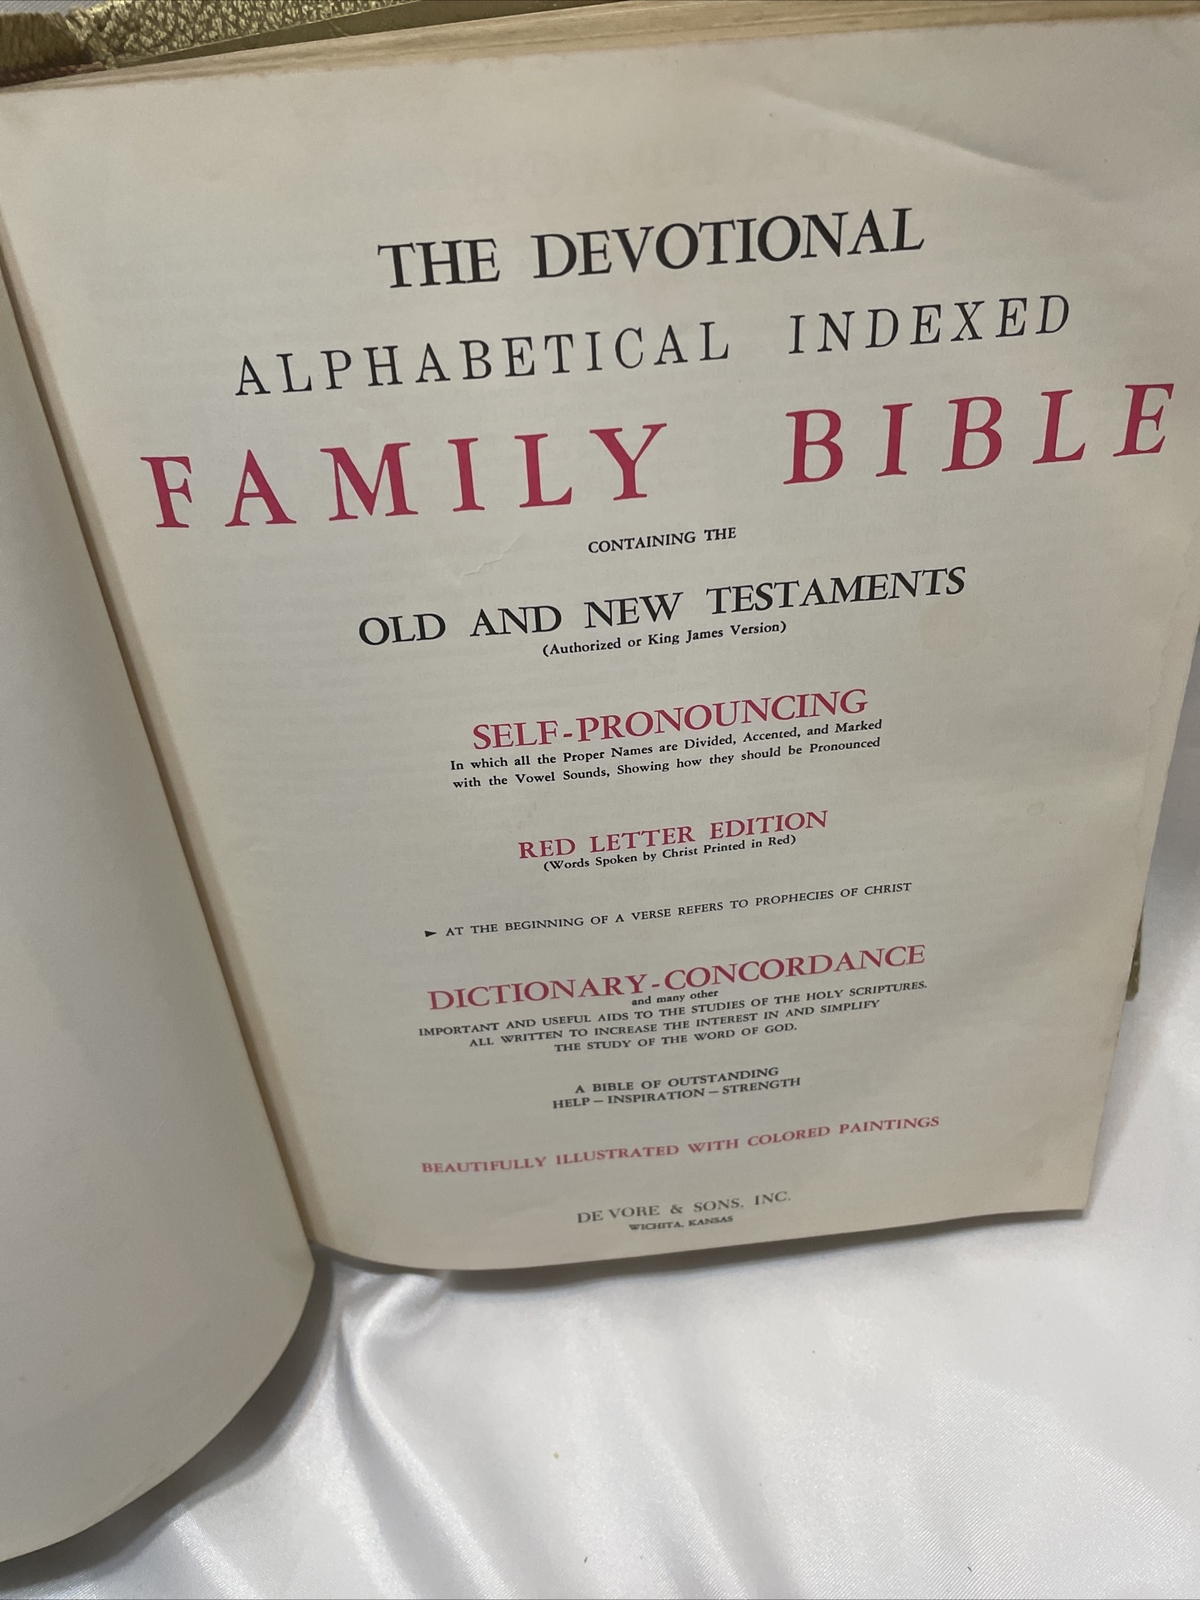 THE DEVOTIONAL
ALPHABETICAL INDEXED
FAMILY BIBLE
CONTAINING THE
OLD AND NEW TESTAMENTS
(Authorized or King James Version)
SELF-PRONOUNCING
In which all the Proper Names are Divided, Accented, and Marked
with the Vowel Sounds, Showing how they should be Pronounced
RED LETTER EDITION
(Words Spoken by Christ Printed in Red)
► AT THE BEGINNING OF A VERSE REFERS TO PROPHECIES OF CHRIST
DICTIONARY-CONCORDANCE
and many other
IMPORTANT AND USEFUL AIDS TO THE STUDIES OF THE HOLY SCRIPTURES.
ALL WRITTEN TO INCREASE THE INTEREST IN AND SIMPLIFY
THE STUDY OF THE WORD OF GOD.
A BIBLE OF OUTSTANDING
HELP – INSPIRATION – STRENGTH
BEAUTIFULLY ILLUSTRATED WITH COLORED PAINTINGS
DE VORE & SONS, INC.
WICHITA, KANSAS